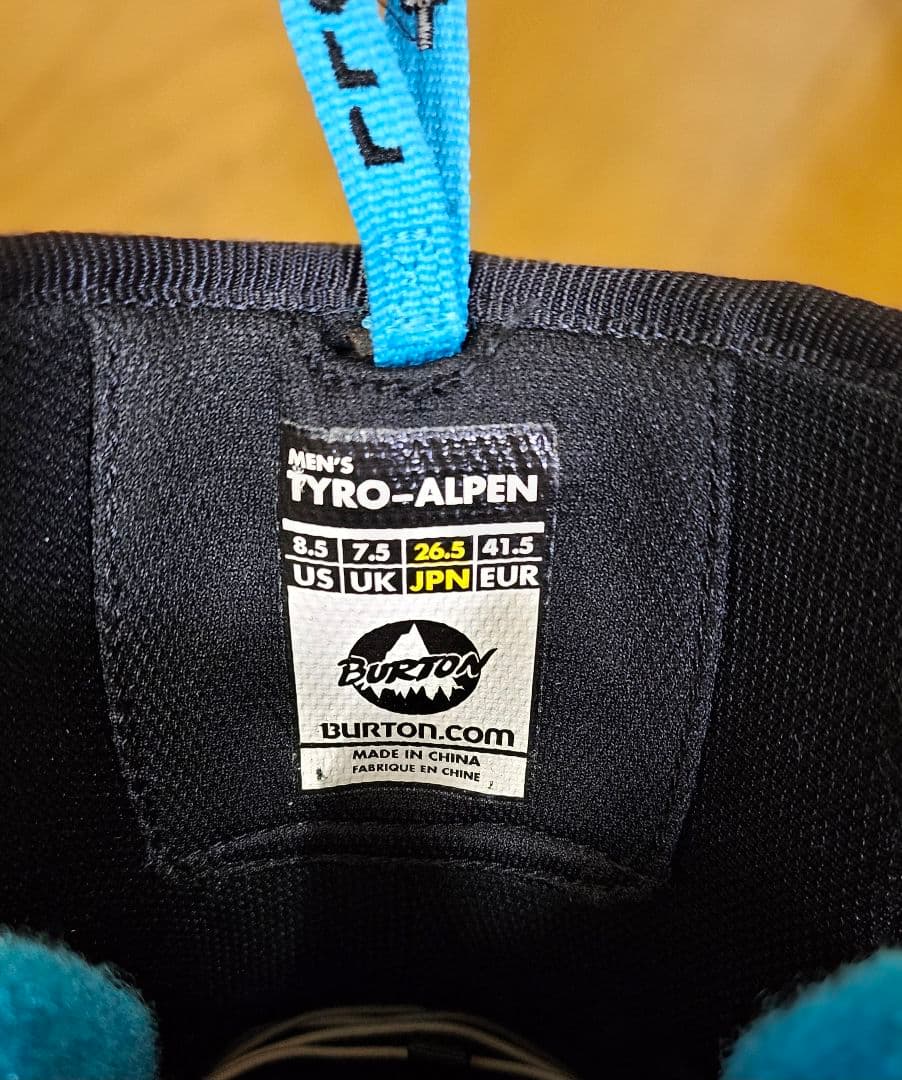 LL
MEN'S
TYRO-ALPEN
8.5 7.5 26.5 41.5
US UK JPN EUR
BURTON
BURTON.COM
MADE IN CHINA
FABRIQUE EN CHINE